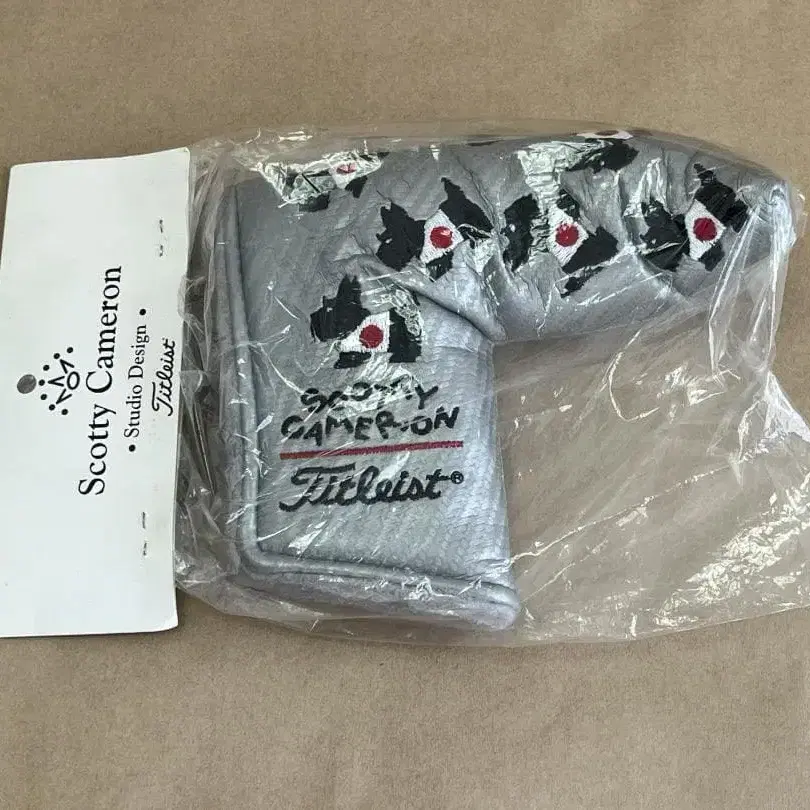 Scotty Cameron
• Studio Design •
Titleist
SCOTTY
CAMERON
Titleist®